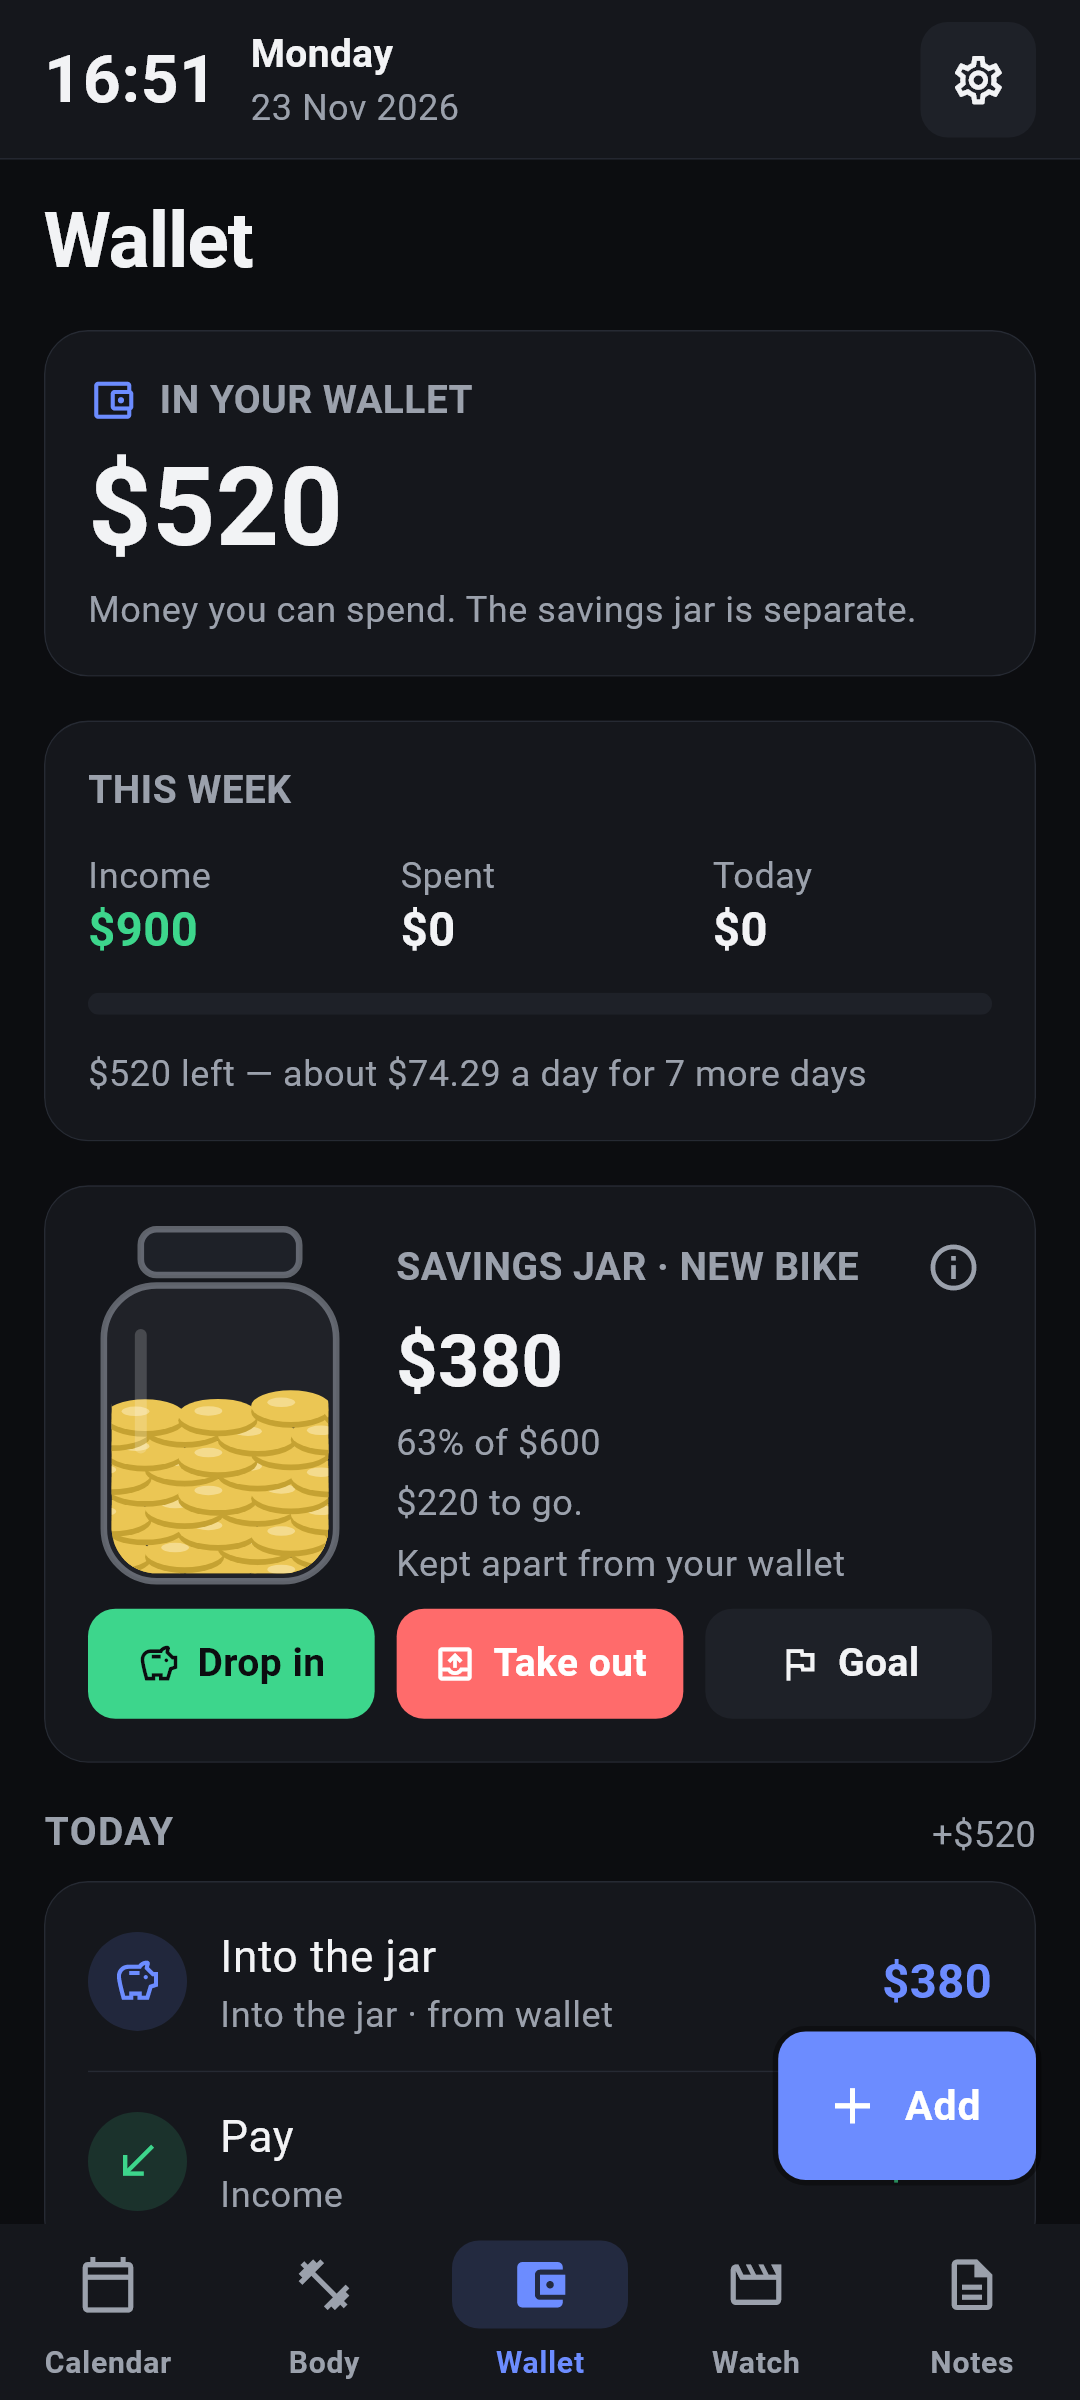 16:51
Monday
23 Nov 2026
Wallet
IN YOUR WALLET
$520
Money you can spend. The savings jar is separate.
THIS WEEK
Income
Spent
Today
$900
$0
$0
$520 left — about $74.29 a day for 7 more days
SAVINGS JAR · NEW BIKE
$380
63% of $600
$220 to go.
Kept apart from your wallet
Drop in
Take out
Goal
TODAY
+$520
Into the jar
Into the jar · from wallet
$380
Add
Pay
Income
Calendar
Body
Wallet
Watch
Notes